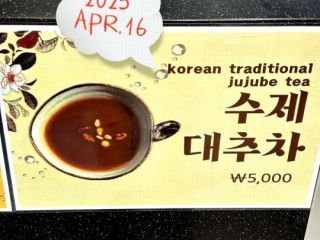 2025
APR.16
korean traditional
jujube tea
수제
대추차
₩5,000